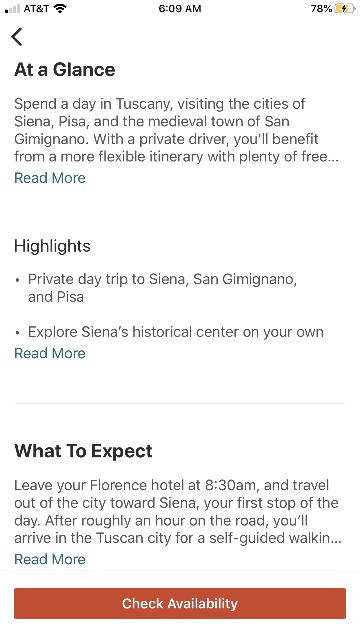 AT&T 6:09 AM 78%
At a Glance
Spend a day in Tuscany, visiting the cities of
Siena, Pisa, and the medieval town of San
Gimignano. With a private driver, you'll benefit
from a more flexible itinerary with plenty of free...
Read More
Highlights
• Private day trip to Siena, San Gimignano,
and Pisa
• Explore Siena's historical center on your own
Read More
What To Expect
Leave your Florence hotel at 8:30am, and travel
out of the city toward Siena, your first stop of the
day. After roughly an hour on the road, you'll
arrive in the Tuscan city for a self-guided walkin...
Read More
Check Availability